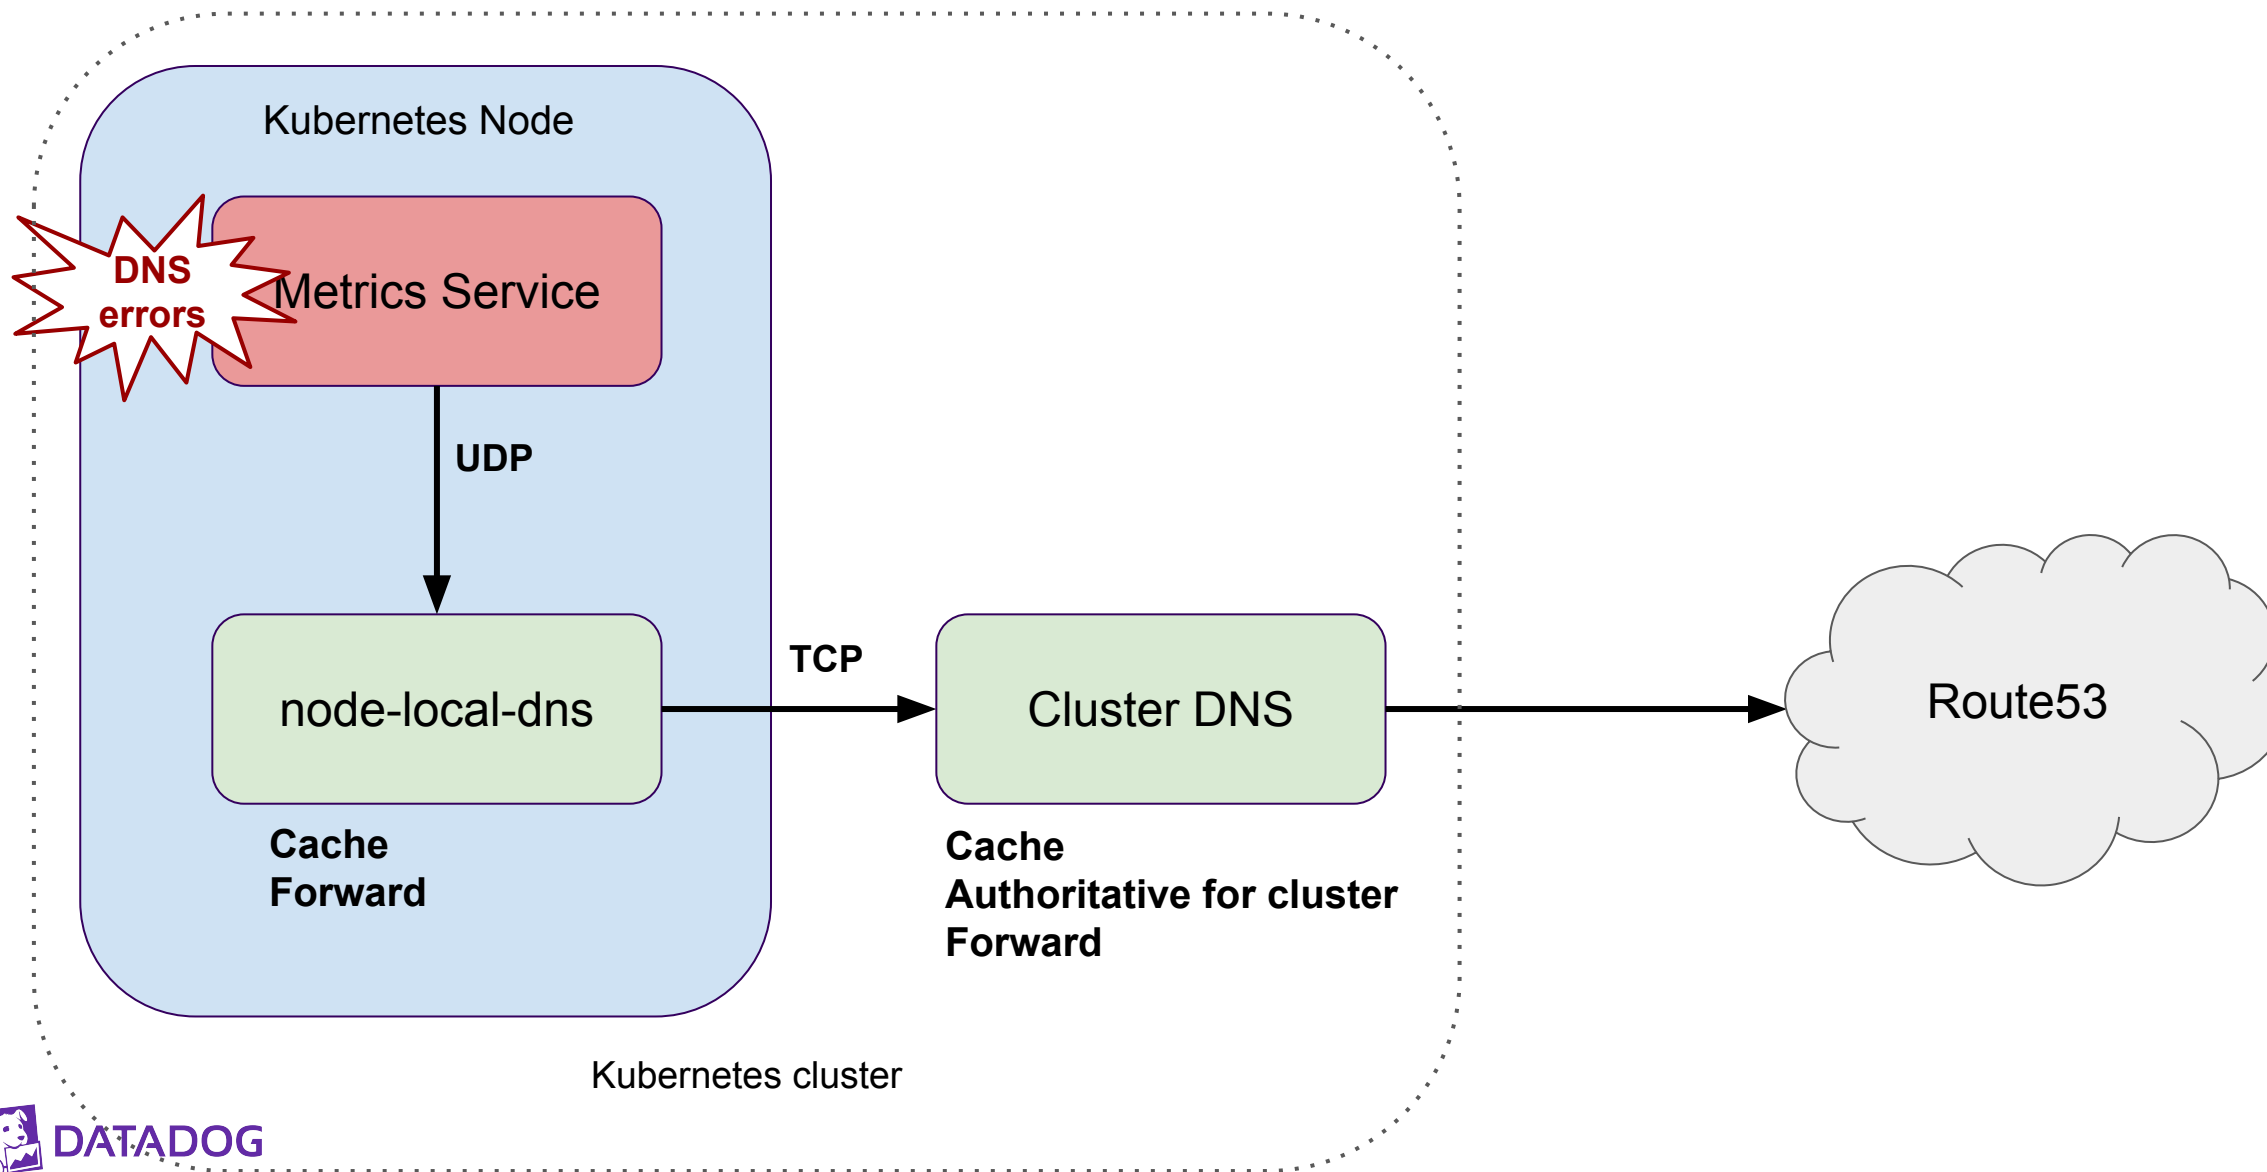 Kubernetes Node
DNS
errors
Metrics Service
UDP
node-local-dns
TCP
Cluster DNS
Route53
Cache
Forward
Cache
Authoritative for cluster
Forward
Kubernetes cluster
DATADOG